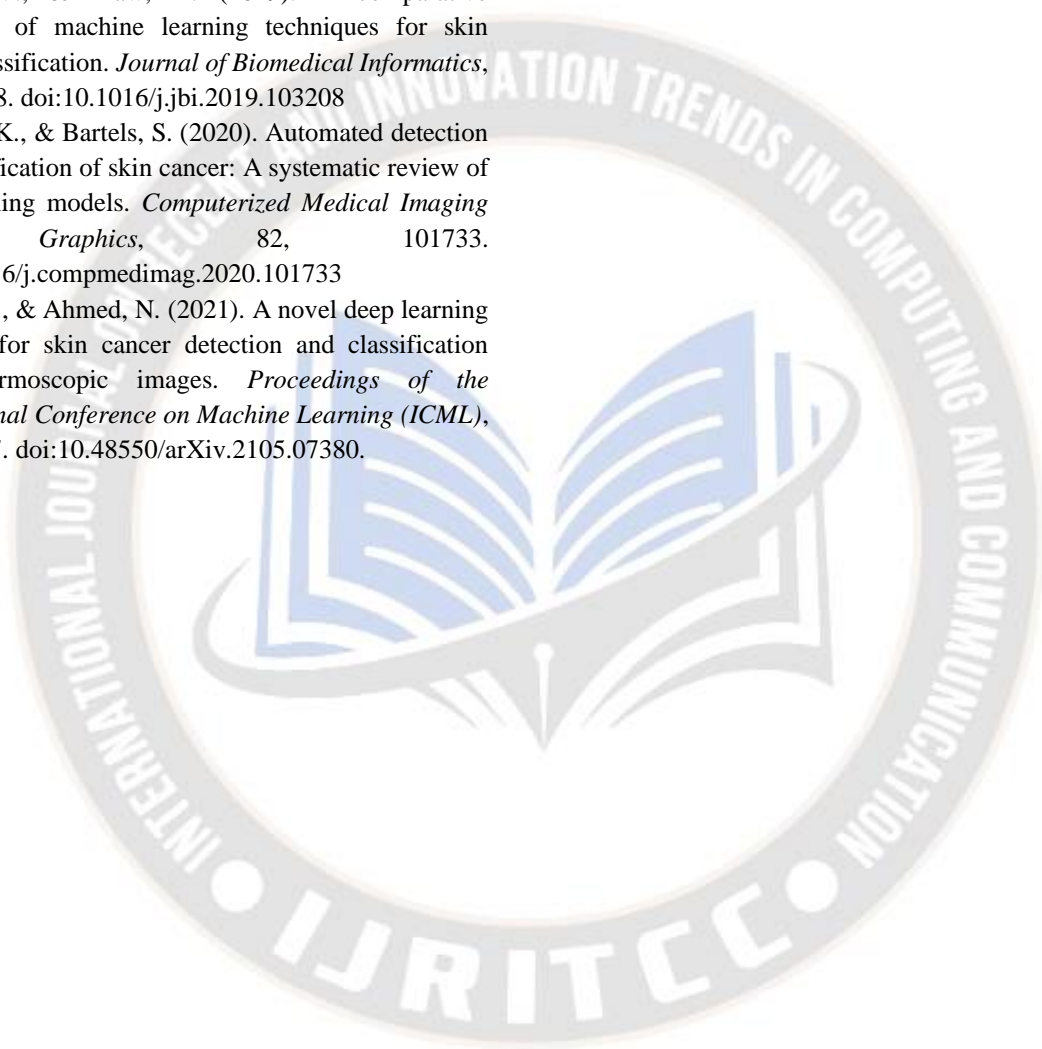 of machine learning techniques for skin
ssification. Journal of Biomedical Informatics,
8. doi:10.1016/j.jbi.2019.103208
K., & Bartels, S. (2020). Automated detection
fication of skin cancer: A systematic review of
ning models. Computerized Medical Imaging
Graphics, 82, 101733.
6/j.compmedimag.2020.101733
., & Ahmed, N. (2021). A novel deep learning
for skin cancer detection and classification
rmoscopic images. Proceedings of the
nal Conference on Machine Learning (ICML),
. doi:10.48550/arXiv.2105.07380.
INTERNATIONAL JOURNAL ON RECENT AND INNOVATION TRENDS IN COMPUTING AND COMMUNICATION
IJRITCC